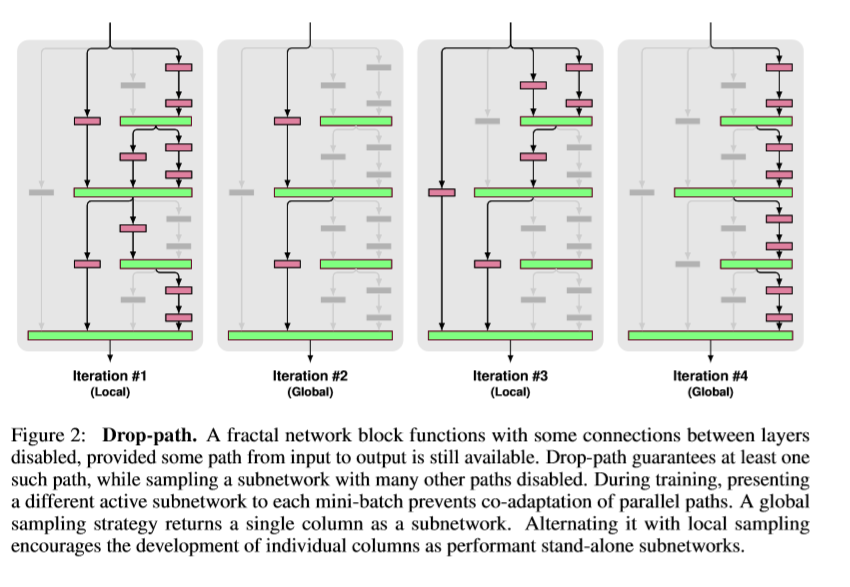 Iteration #1
(Local)
Iteration #2
(Global)
Iteration #3
(Local)
Iteration #4
(Global)
Figure 2: Drop-path. A fractal network block functions with some connections between layers
disabled, provided some path from input to output is still available. Drop-path guarantees at least one
such path, while sampling a subnetwork with many other paths disabled. During training, presenting
a different active subnetwork to each mini-batch prevents co-adaptation of parallel paths. A global
sampling strategy returns a single column as a subnetwork. Alternating it with local sampling
encourages the development of individual columns as performant stand-alone subnetworks.